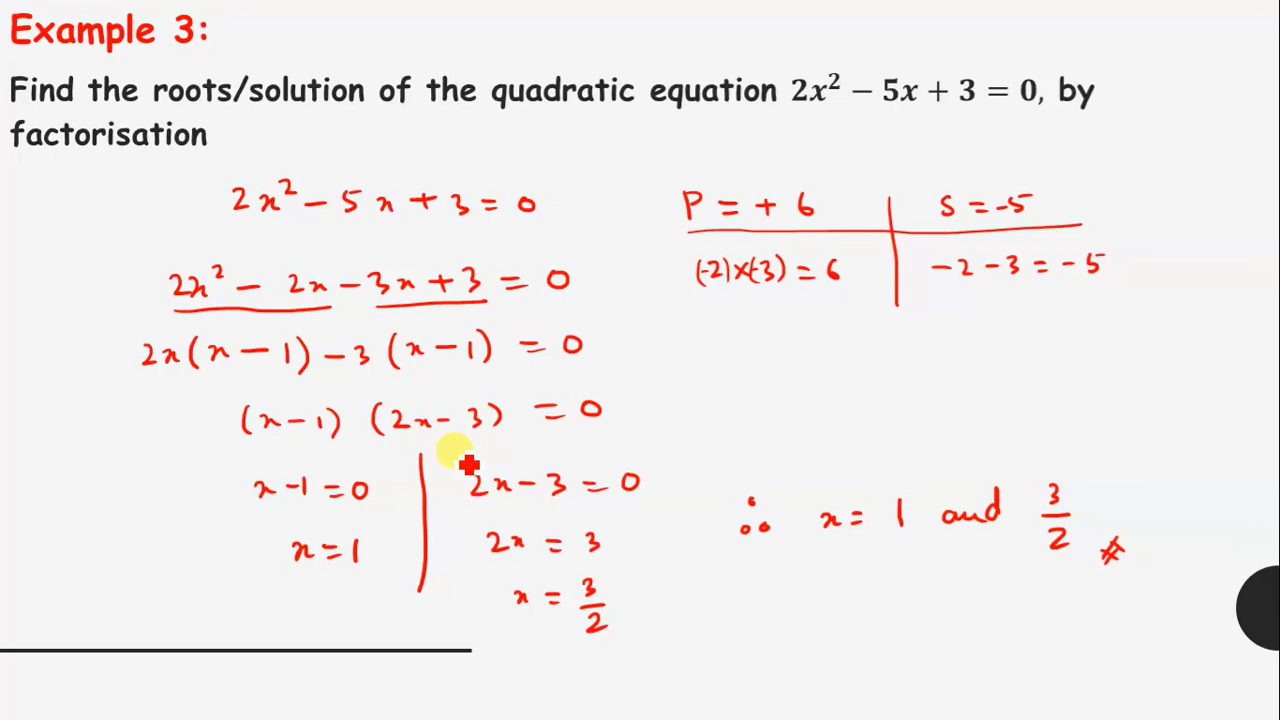 Example 3:
Find the roots/solution of the quadratic equation 2x² − 5x + 3 = 0, by
factorisation
2x² − 5x + 3 = 0
2x² − 2x − 3x + 3 = 0
2x(x − 1) − 3(x − 1) = 0
(x − 1) (2x − 3) = 0
x − 1 = 0
x = 1
2x − 3 = 0
2x = 3
x = 3/2
P = + 6
S = -5
(-2)×(-3) = 6
− 2 − 3 = − 5
∴ x = 1 and 3/2 #